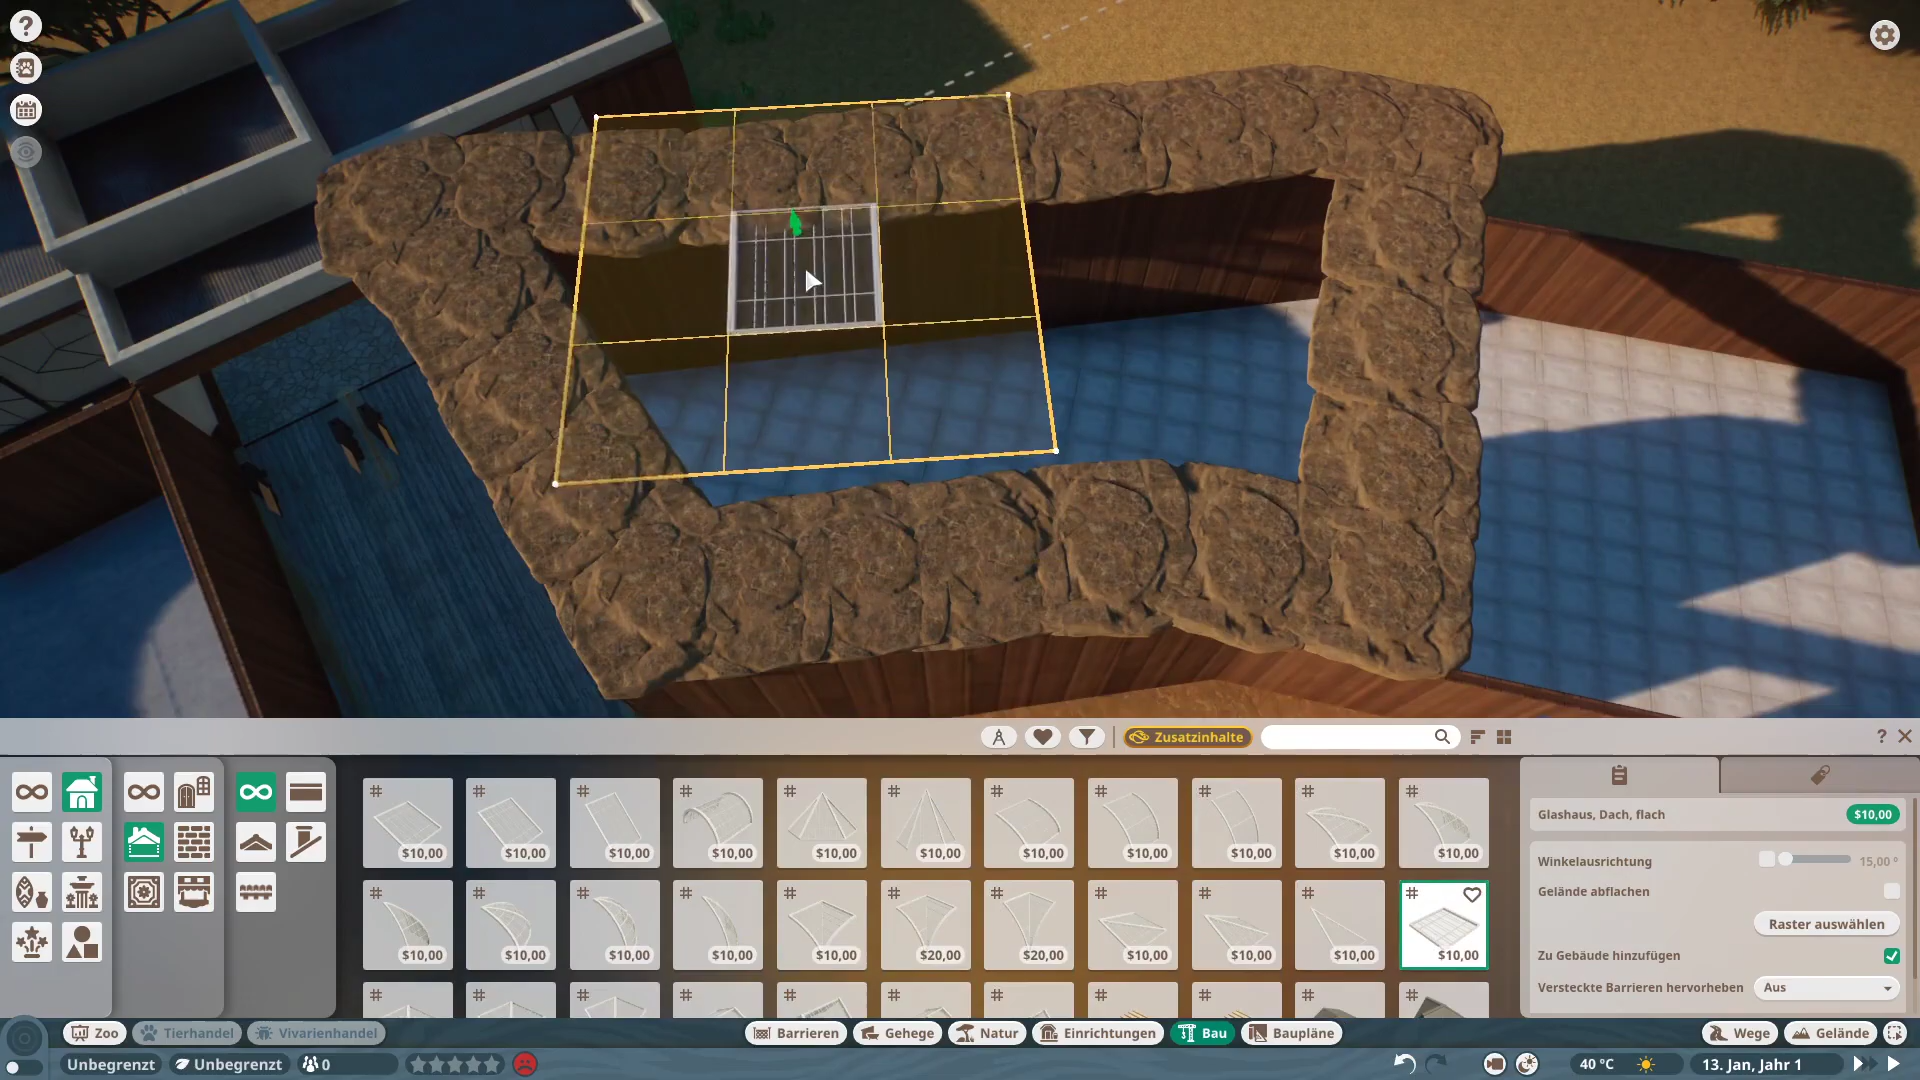 ?
Zusatzinhalte
?
$10,00 $10,00 $10,00 $10,00 $10,00 $10,00 $10,00 $10,00 $10,00 $10,00 $10,00
$10,00 $10,00 $10,00 $10,00 $10,00 $20,00 $20,00 $10,00 $10,00 $10,00 $10,00
Glashaus, Dach, flach $10,00
Winkelausrichtung 15,00 °
Gelände abflachen
Raster auswählen
Zu Gebäude hinzufügen
Versteckte Barrieren hervorheben Aus
Zoo Tierhandel Vivarienhandel Barrieren Gehege Natur Einrichtungen Bau Baupläne Wege Gelände
Unbegrenzt Unbegrenzt 0 40 °C 13. Jan, Jahr 1